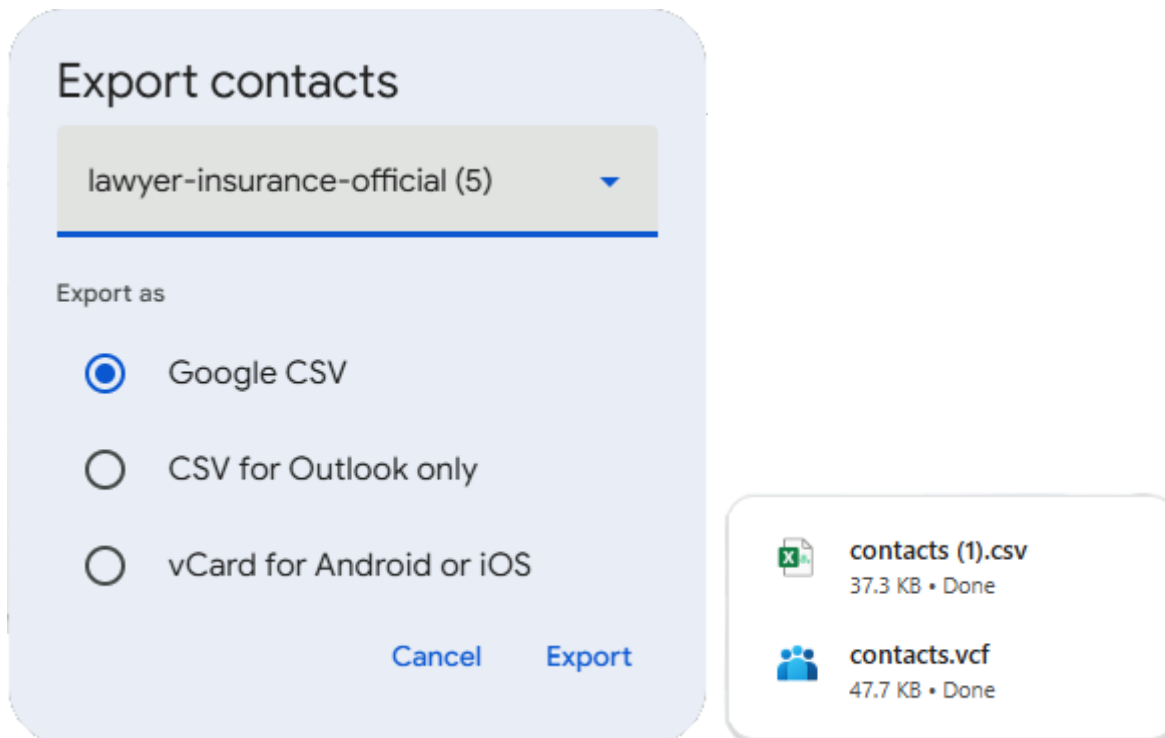 Export contacts
lawyer-insurance-official (5)
Export as
Google CSV
CSV for Outlook only
vCard for Android or iOS
Cancel Export
contacts (1).csv
37.3 KB • Done
contacts.vcf
47.7 KB • Done